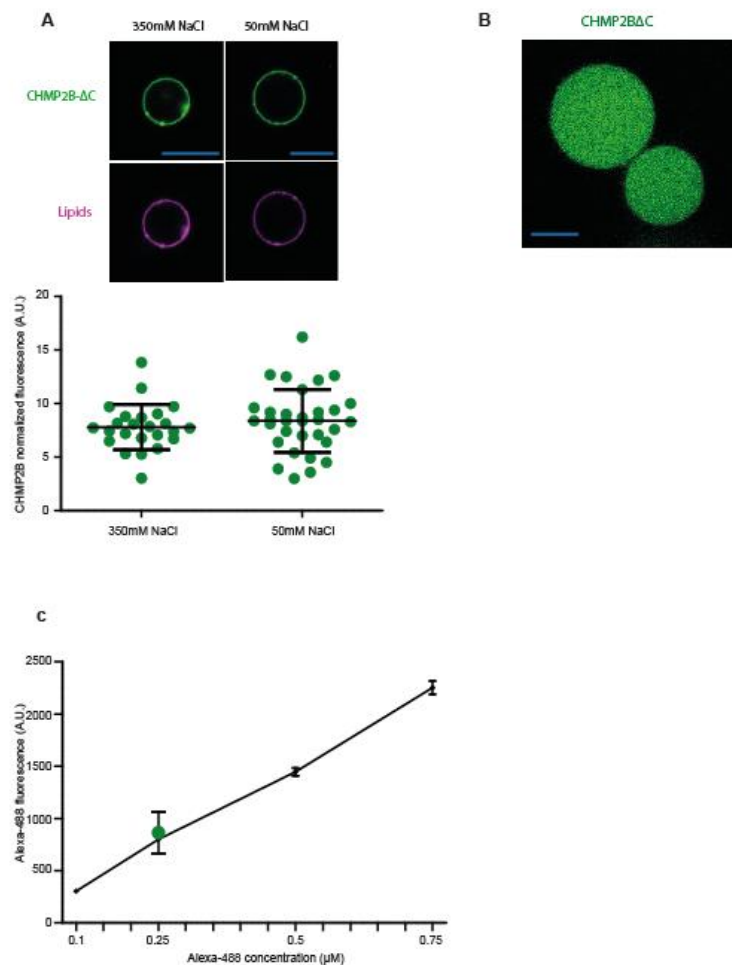 A
350mM NaCl
50mM NaCl
CHMP2B-ΔC
Lipids
B
CHMP2BΔC
CHMP2B normalized fluorescence (A.U.)
20
15
10
5
0
350mM NaCl
50mM NaCl
c
Alexa-488 fluorescence (A.U.)
2500
2000
1500
1000
500
0
0.1
0.25
0.5
0.75
Alexa-488 concentration (µM)